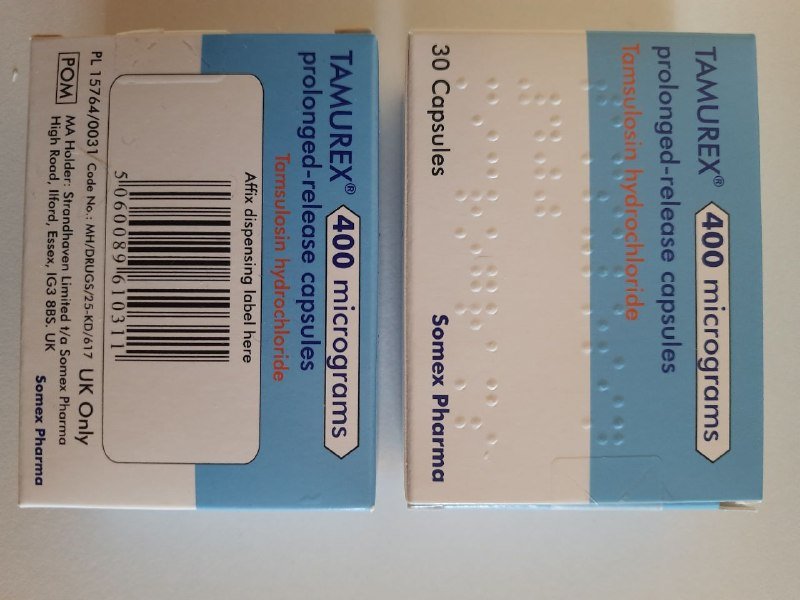 TAMUREX® 400 micrograms
prolonged-release capsules
Tamsulosin hydrochloride
Affix dispensing label here
5 060089 610311
PL 15764/0031 Code No.: MH/DRUGS/25-KD/617 UK Only
POM
MA Holder: Strandhaven Limited t/a Somex Pharma
High Road, Ilford, Essex, IG3 8BS, UK
Somex Pharma
TAMUREX® 400 micrograms
prolonged-release capsules
Tamsulosin hydrochloride
30 Capsules
Somex Pharma